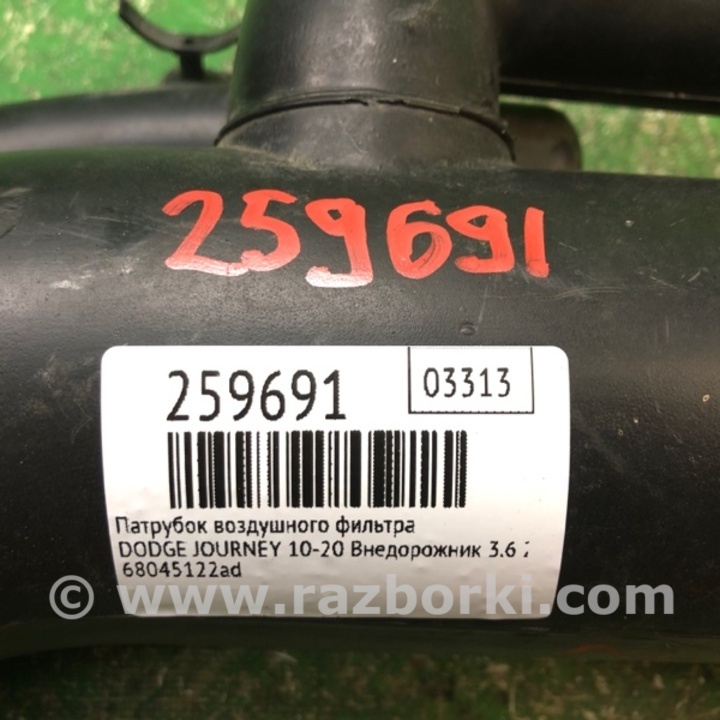 259691
259691 03313
Патрубок воздушного фильтра
DODGE JOURNEY 10-20 Внедорожник 3.6
68045122ad
© www.razborki.com